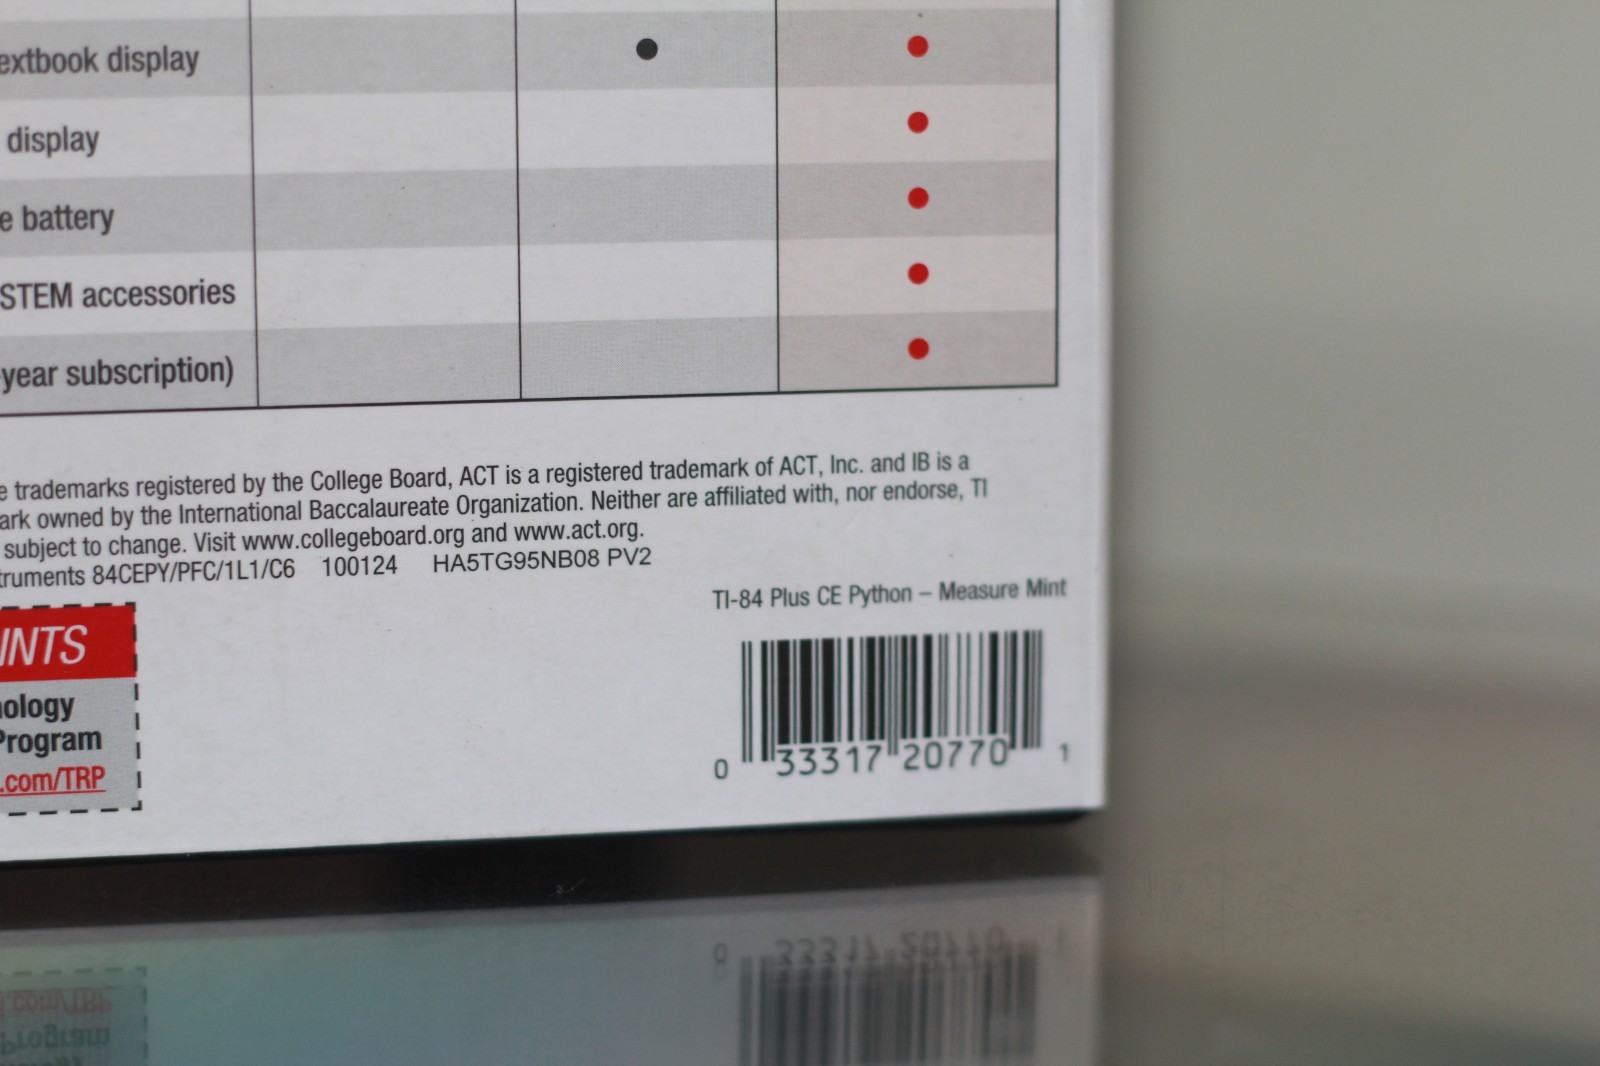 extbook display
display
e battery
STEM accessories
-year subscription)
e trademarks registered by the College Board, ACT is a registered trademark of ACT, Inc. and IB is a
ark owned by the International Baccalaureate Organization. Neither are affiliated with, nor endorse, TI
subject to change. Visit www.collegeboard.org and www.act.org.
truments 84CEPY/PFC/1L1/C6 100124 HA5TG95NB08 PV2
TI-84 Plus CE Python – Measure Mint
INTS
nology
Program
.com/TRP
0 33317 20770 1